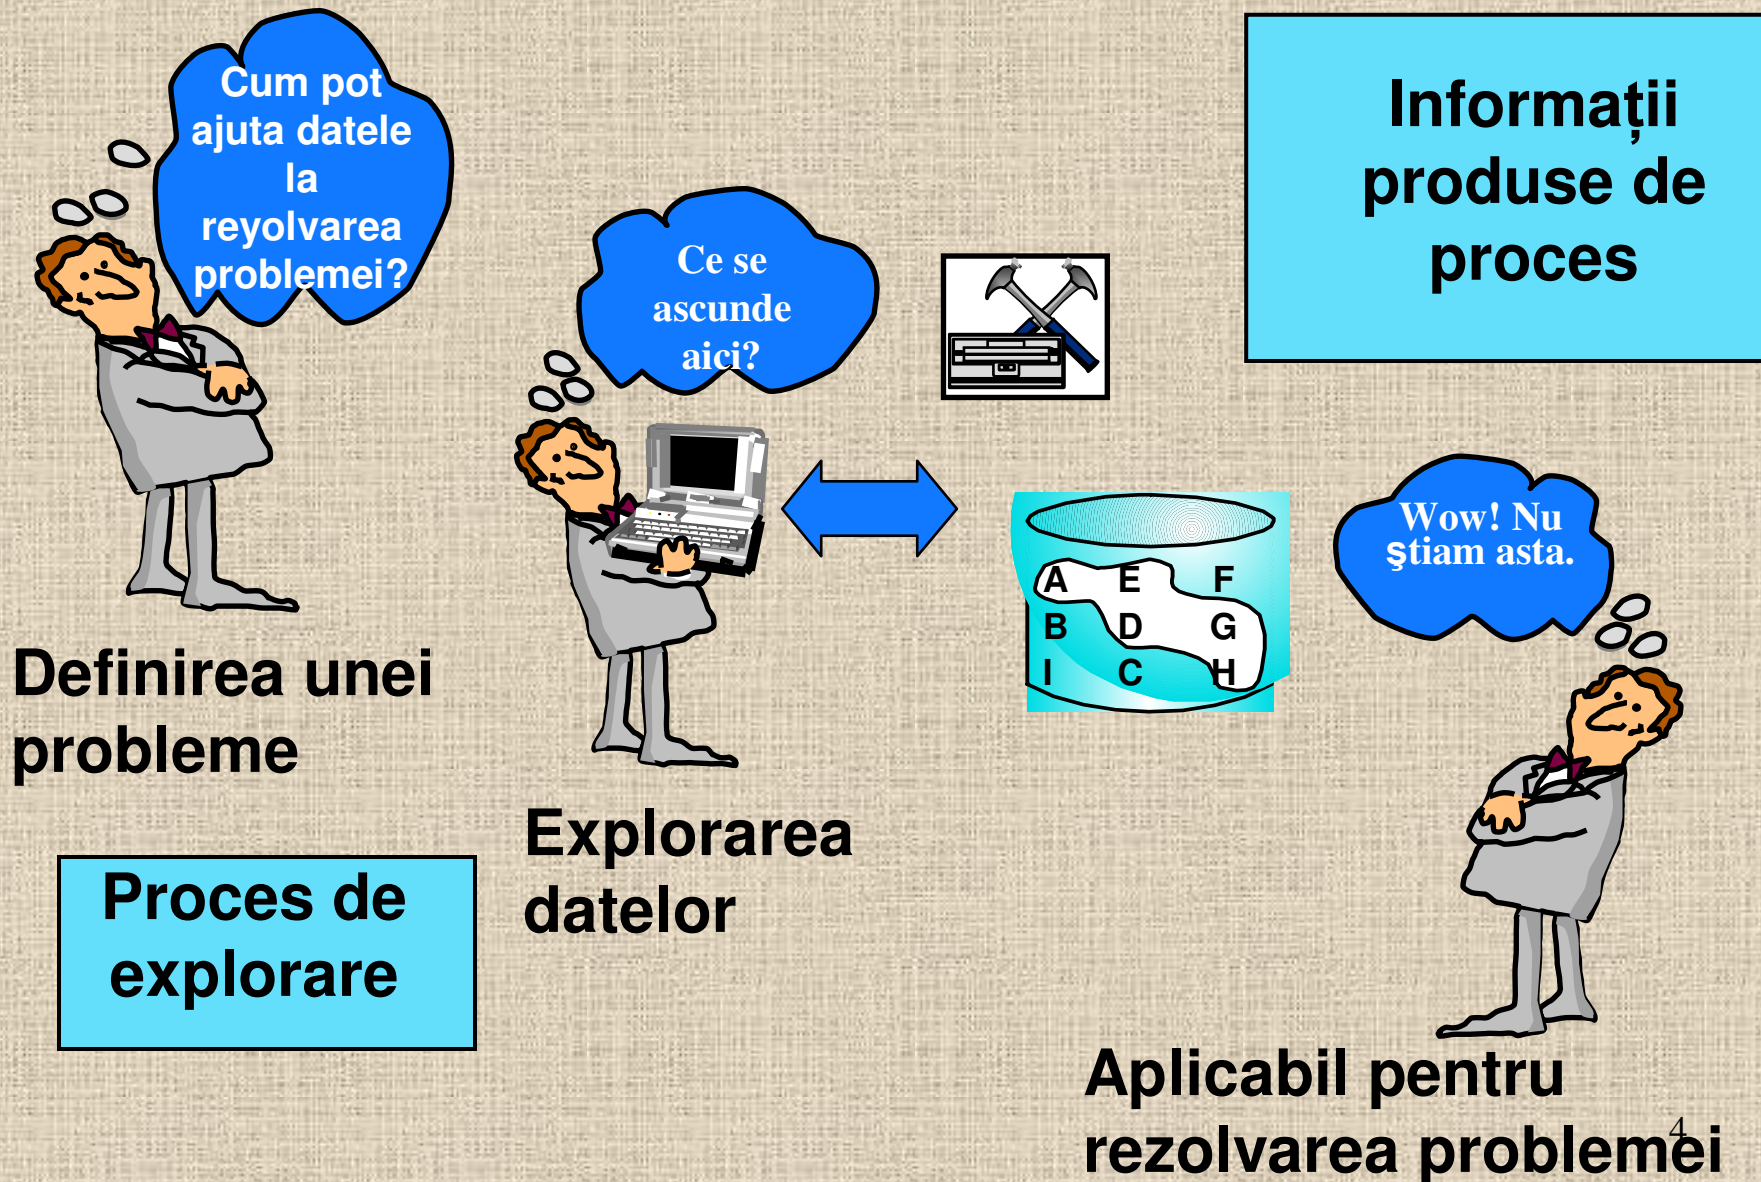 Cum pot
ajuta datele
la
reyolvarea
problemei?
Informaţii
produse de
proces
Ce se
ascunde
aici?
Wow! Nu
ştiam asta.
A E F
B D G
I C H
Definirea unei
probleme
Explorarea
datelor
Proces de
explorare
Aplicabil pentru
rezolvarea problemei
4